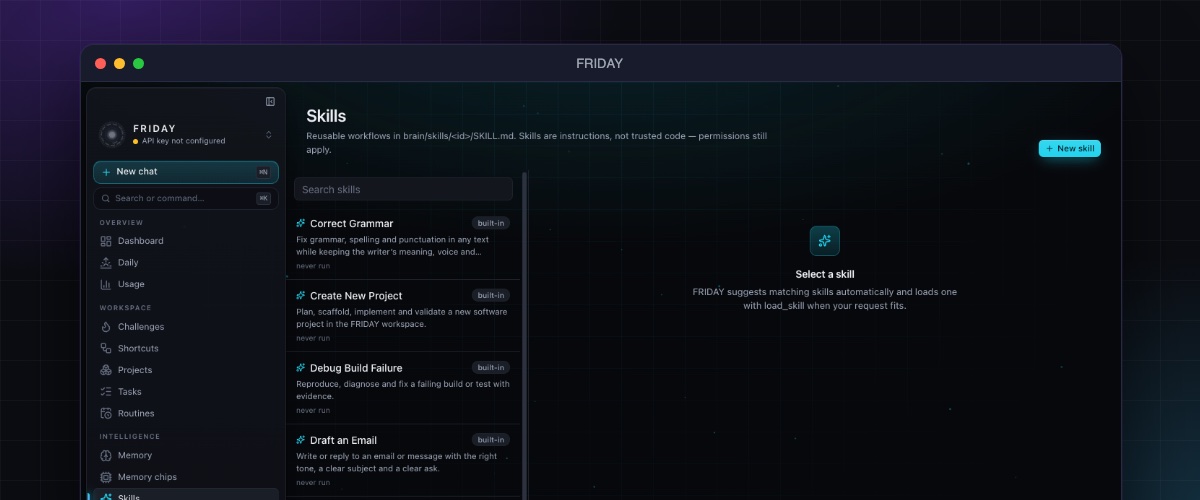 FRIDAY
FRIDAY
API key not configured
New chat
⌘N
Search or command...
⌘K
OVERVIEW
Dashboard
Daily
Usage
WORKSPACE
Challenges
Shortcuts
Projects
Tasks
Routines
INTELLIGENCE
Memory
Memory chips
Skills
Skills
Reusable workflows in brain/skills/<id>/SKILL.md. Skills are instructions, not trusted code — permissions still
apply.
New skill
Search skills
Correct Grammar
built-in
Fix grammar, spelling and punctuation in any text
while keeping the writer's meaning, voice and...
never run
Create New Project
built-in
Plan, scaffold, implement and validate a new software
project in the FRIDAY workspace.
never run
Debug Build Failure
built-in
Reproduce, diagnose and fix a failing build or test with
evidence.
never run
Draft an Email
built-in
Write or reply to an email or message with the right
tone, a clear subject and a clear ask.
never run
Select a skill
FRIDAY suggests matching skills automatically and loads one
with load_skill when your request fits.